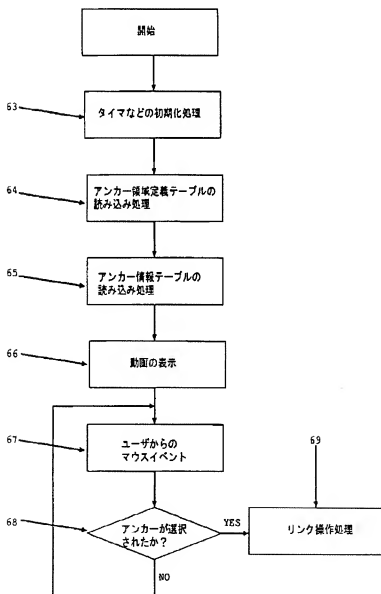 開始
63
タイマなどの初期化処理
64
アンカー領域定義テーブルの
読み込み処理
65
アンカー情報テーブルの
読み込み処理
66
動画の表示
67
ユーザからの
マウスイベント
69
68
アンカーが選択
されたか?
YES
リンク操作処理
NO